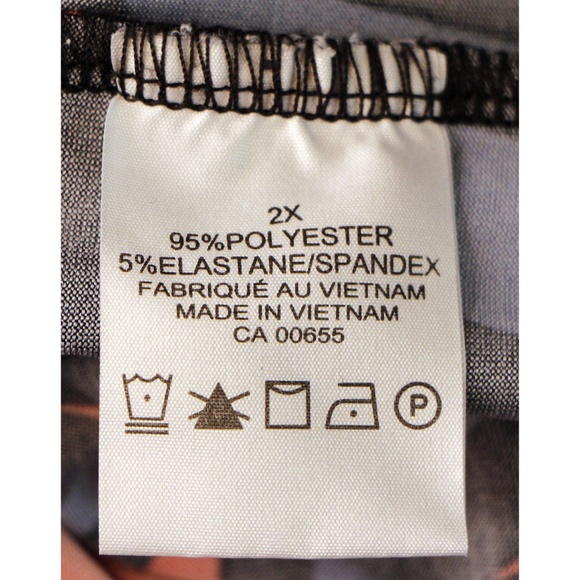 2X
95%POLYESTER
5%ELASTANE/SPANDEX
FABRIQUÉ AU VIETNAM
MADE IN VIETNAM
CA 00655
P